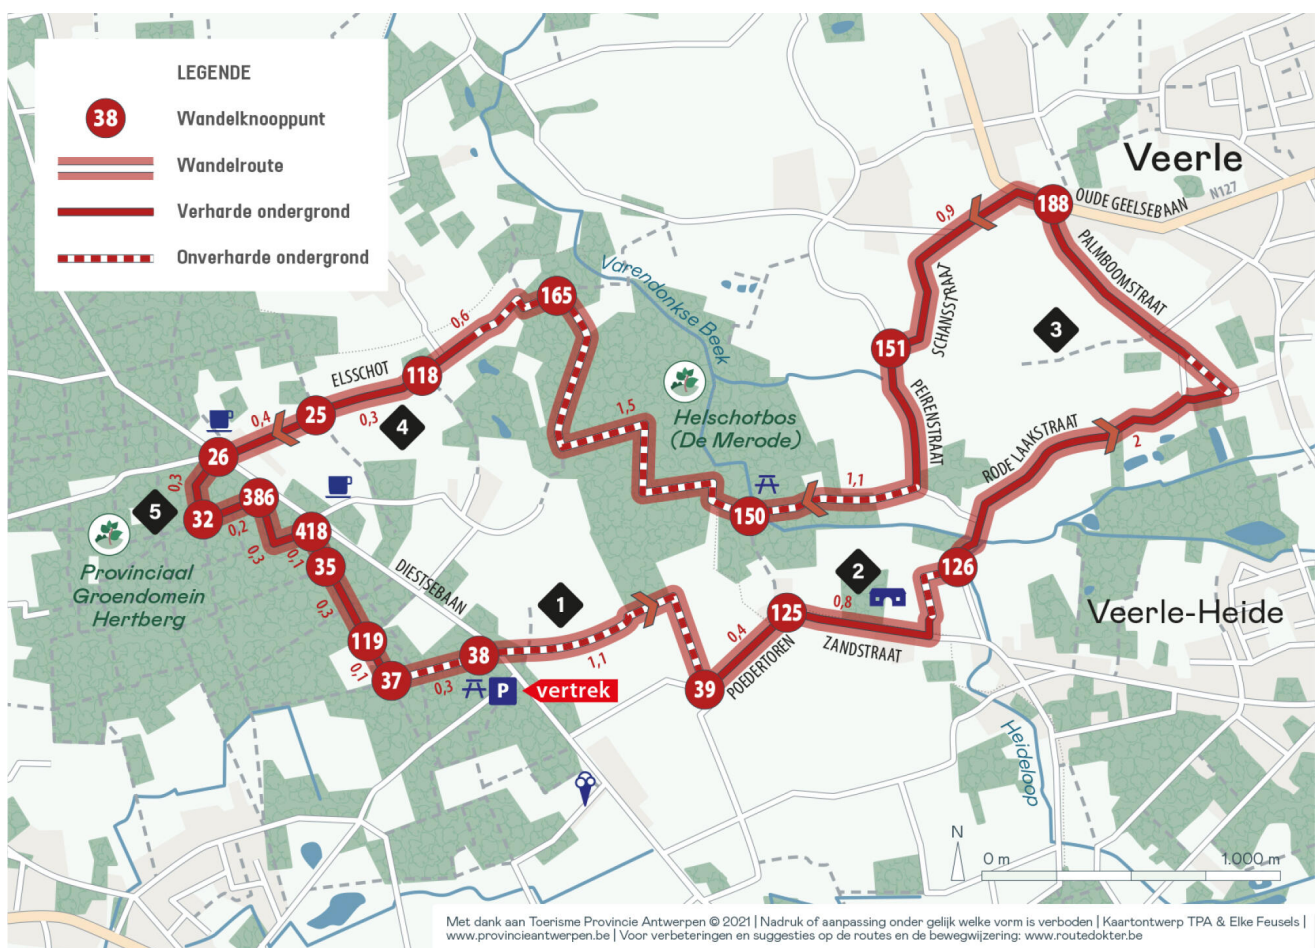 LEGENDE
38
Wandelknooppunt
Wandelroute
Verharde ondergrond
Onverharde ondergrond
Veerle
N127
OUDE GEELSEBAAN
188
0,9
PALMBOOMSTRAAT
Varendonkse Beek
165
SCHANSSTRAAT
3
0,6
151
ELSSCHOT
118
Helschotbos
(De Merode)
PEIRENSTRAAT
25
0,3
4
0,4
1,5
RODE LAAKSTRAAT
2
26
0,3
1,1
386
5
32
0,2
150
418
0,3
0,1
35
DIESTSEBAAN
2
126
Provinciaal
Groendomein
Hertberg
0,3
1
125
0,8
Veerle-Heide
119
38
1,1
0,4
ZANDSTRAAT
0,1
37
0,3
P
vertrek
39
POEDERTOREN
Heideloop
N
0 m
1.000 m
Met dank aan Toerisme Provincie Antwerpen © 2021 | Nadruk of aanpassing onder gelijk welke vorm is verboden | Kaartontwerp TPA & Elke Feusels |
www.provincieantwerpen.be | Voor verbeteringen en suggesties op de routes en de bewegwijzering: www.routedokter.be